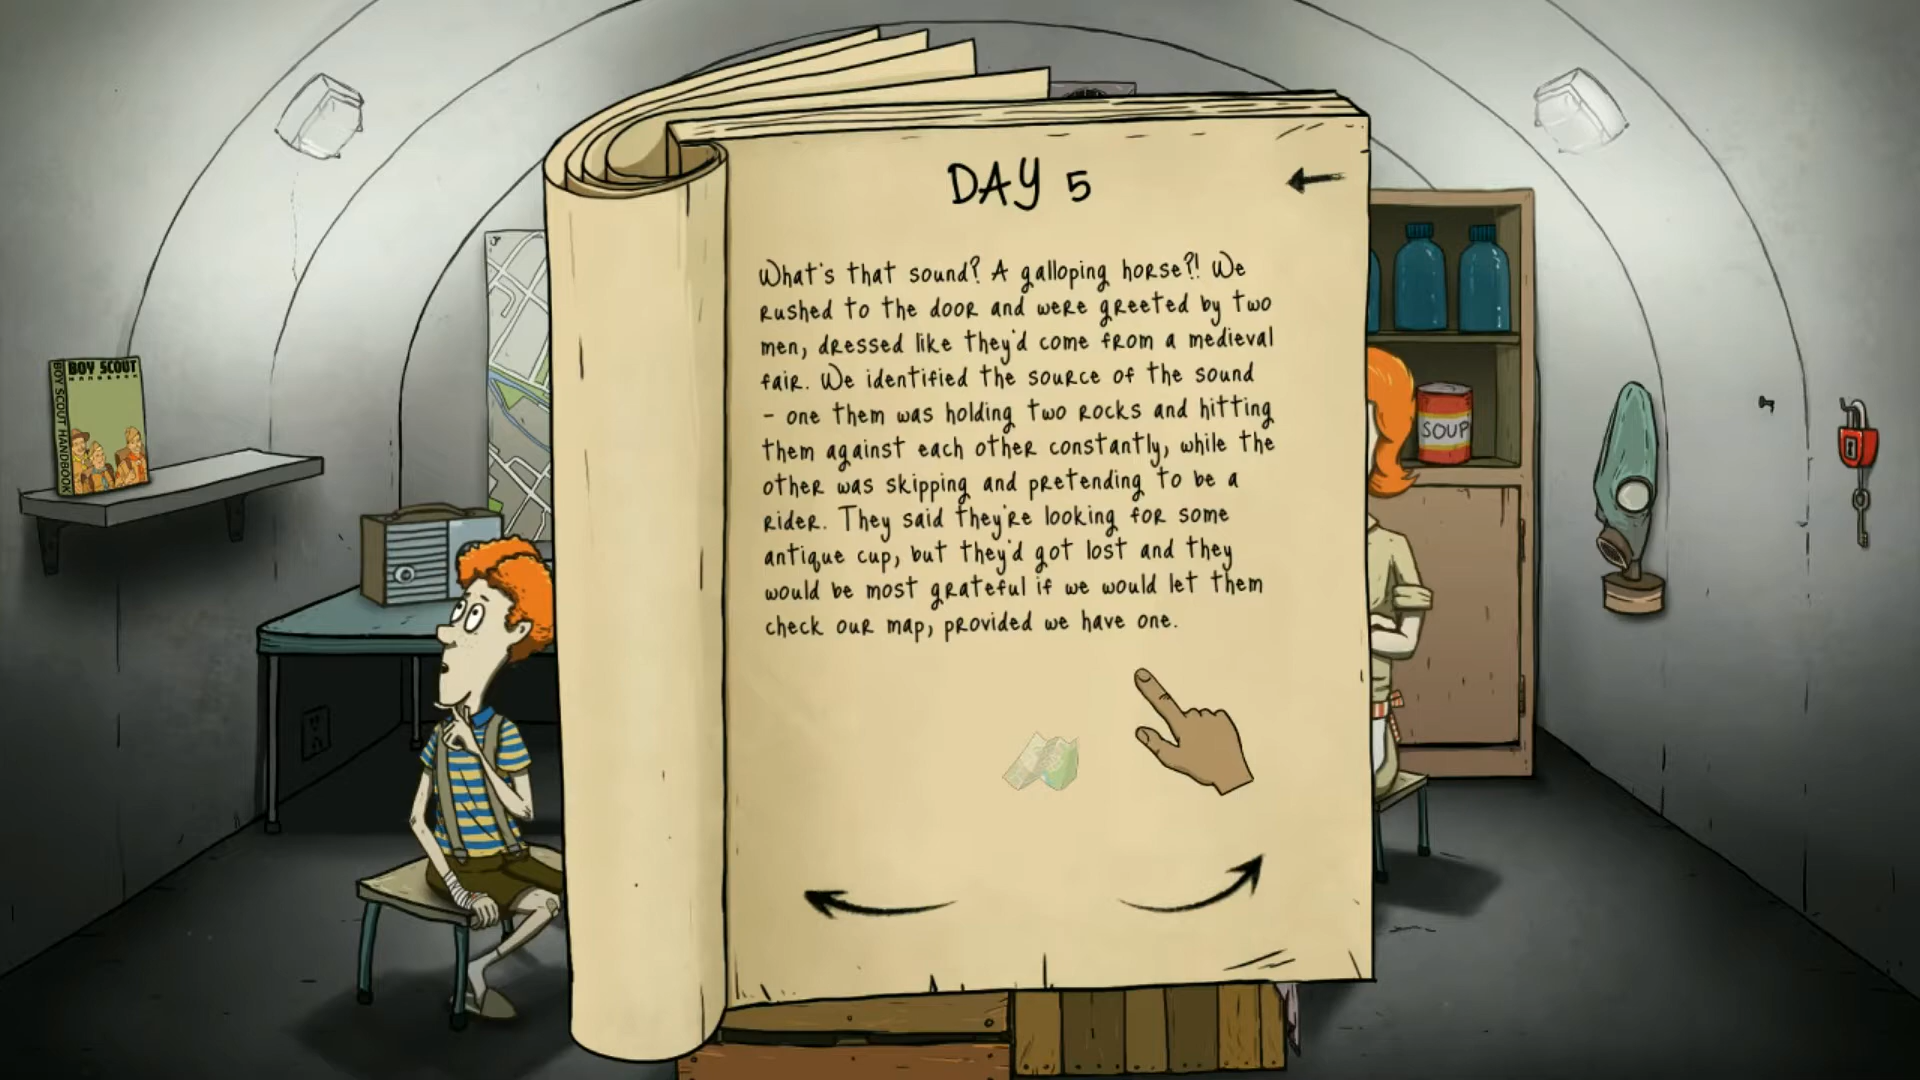 DAY 5
What's that sound? A galloping horse?! We
rushed to the door and were greeted by two
men, dressed like they'd come from a medieval
fair. We identified the source of the sound
- one them was holding two rocks and hitting
them against each other constantly, while the
other was skipping and pretending to be a
rider. They said they're looking for some
antique cup, but they'd got lost and they
would be most grateful if we would let them
check our map, provided we have one.
BOY SCOUT
HANDBOOK
BOY SCOUT HANDBOOK
SOUP